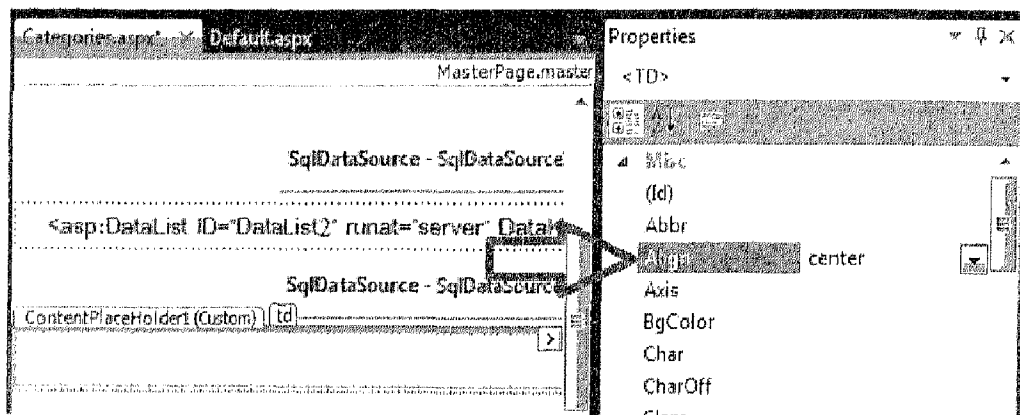 Categories.aspx* Default.aspx
MasterPage.master
SqlDataSource - SqlDataSource
<asp:DataList ID="DataList2" runat="server" DataK
SqlDataSource - SqlDataSource
ContentPlaceHolder1 (Custom) td
Properties
<TD>
Misc
(Id)
Abbr
Align center
Axis
BgColor
Char
CharOff